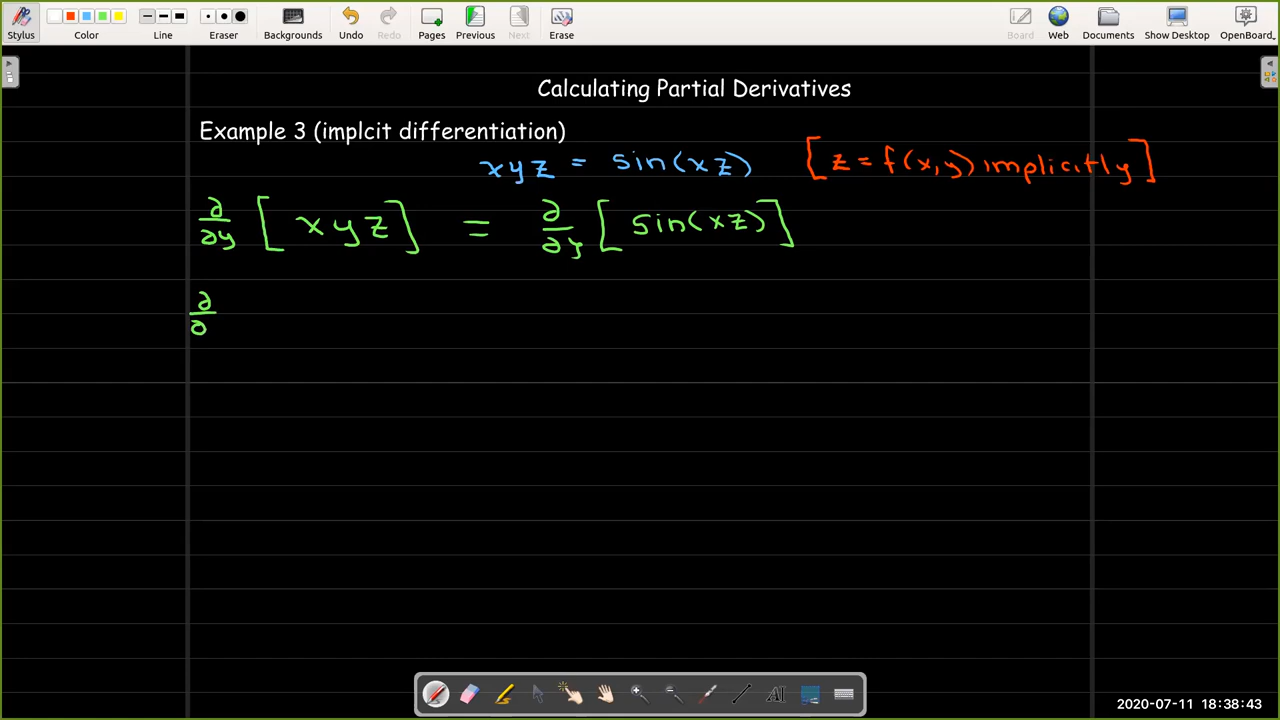 Stylus Color Line Eraser Backgrounds Undo Redo Pages Previous Next Erase Board Web Documents Show Desktop OpenBoard
Calculating Partial Derivatives
Example 3 (implcit differentiation)
xyz = sin(xz) [z = f(x,y) implicitly]
∂/∂y [xyz] = ∂/∂y [sin(xz)]
∂/∂
AI
2020-07-11 18:38:43